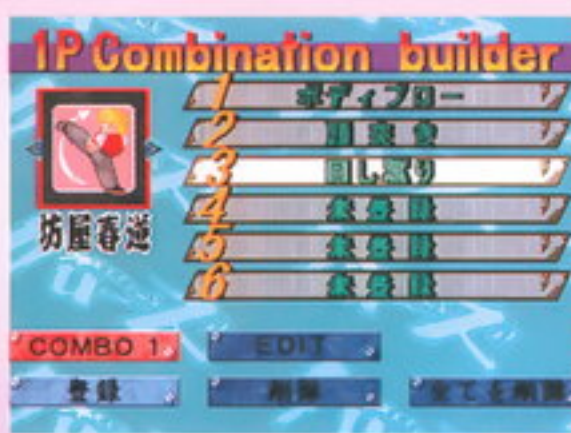 1P Combination builder
1 ボディブロー
2
3 回し蹴り
4 未登録
5 未登録
6 未登録
坊屋春道
COMBO 1
EDIT
登録
削除
全てを削除